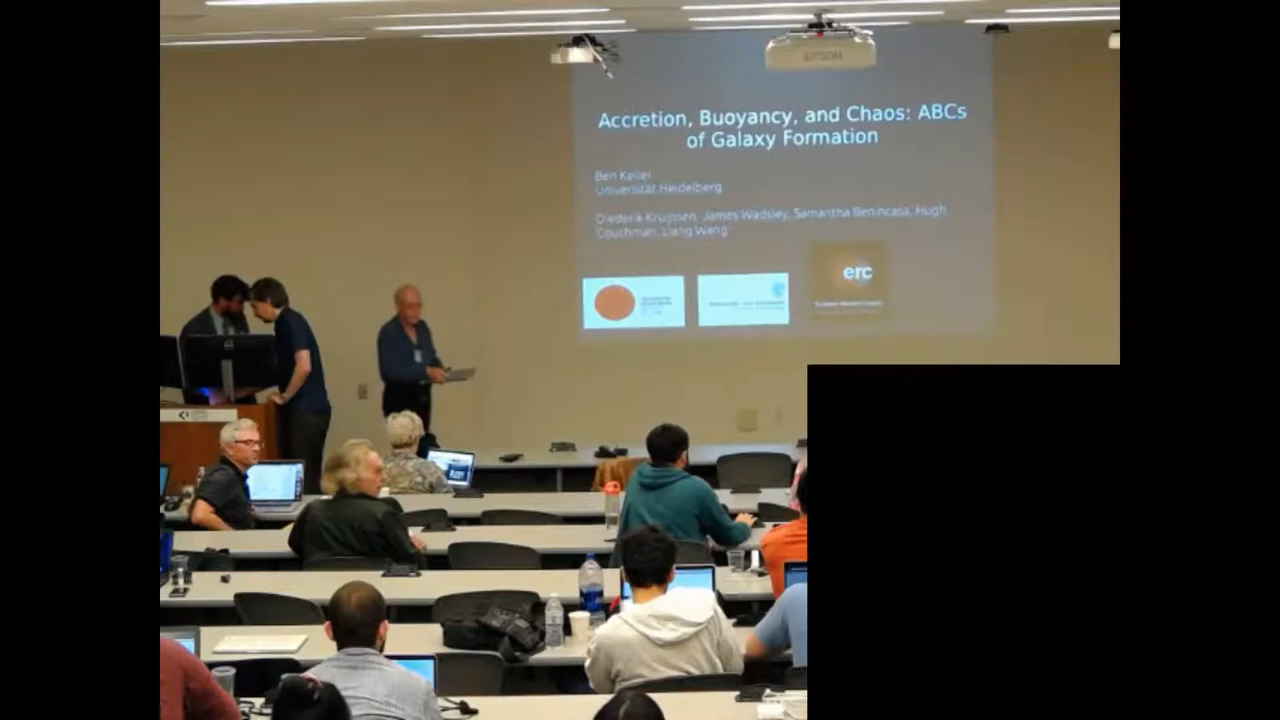 EPSON
Accretion, Buoyancy, and Chaos: ABCs
of Galaxy Formation
Ben Keller
Universität Heidelberg
Diederik Kruijssen, James Wadsley, Samantha Benincasa, Hugh
Couchman, Liang Wang
erc